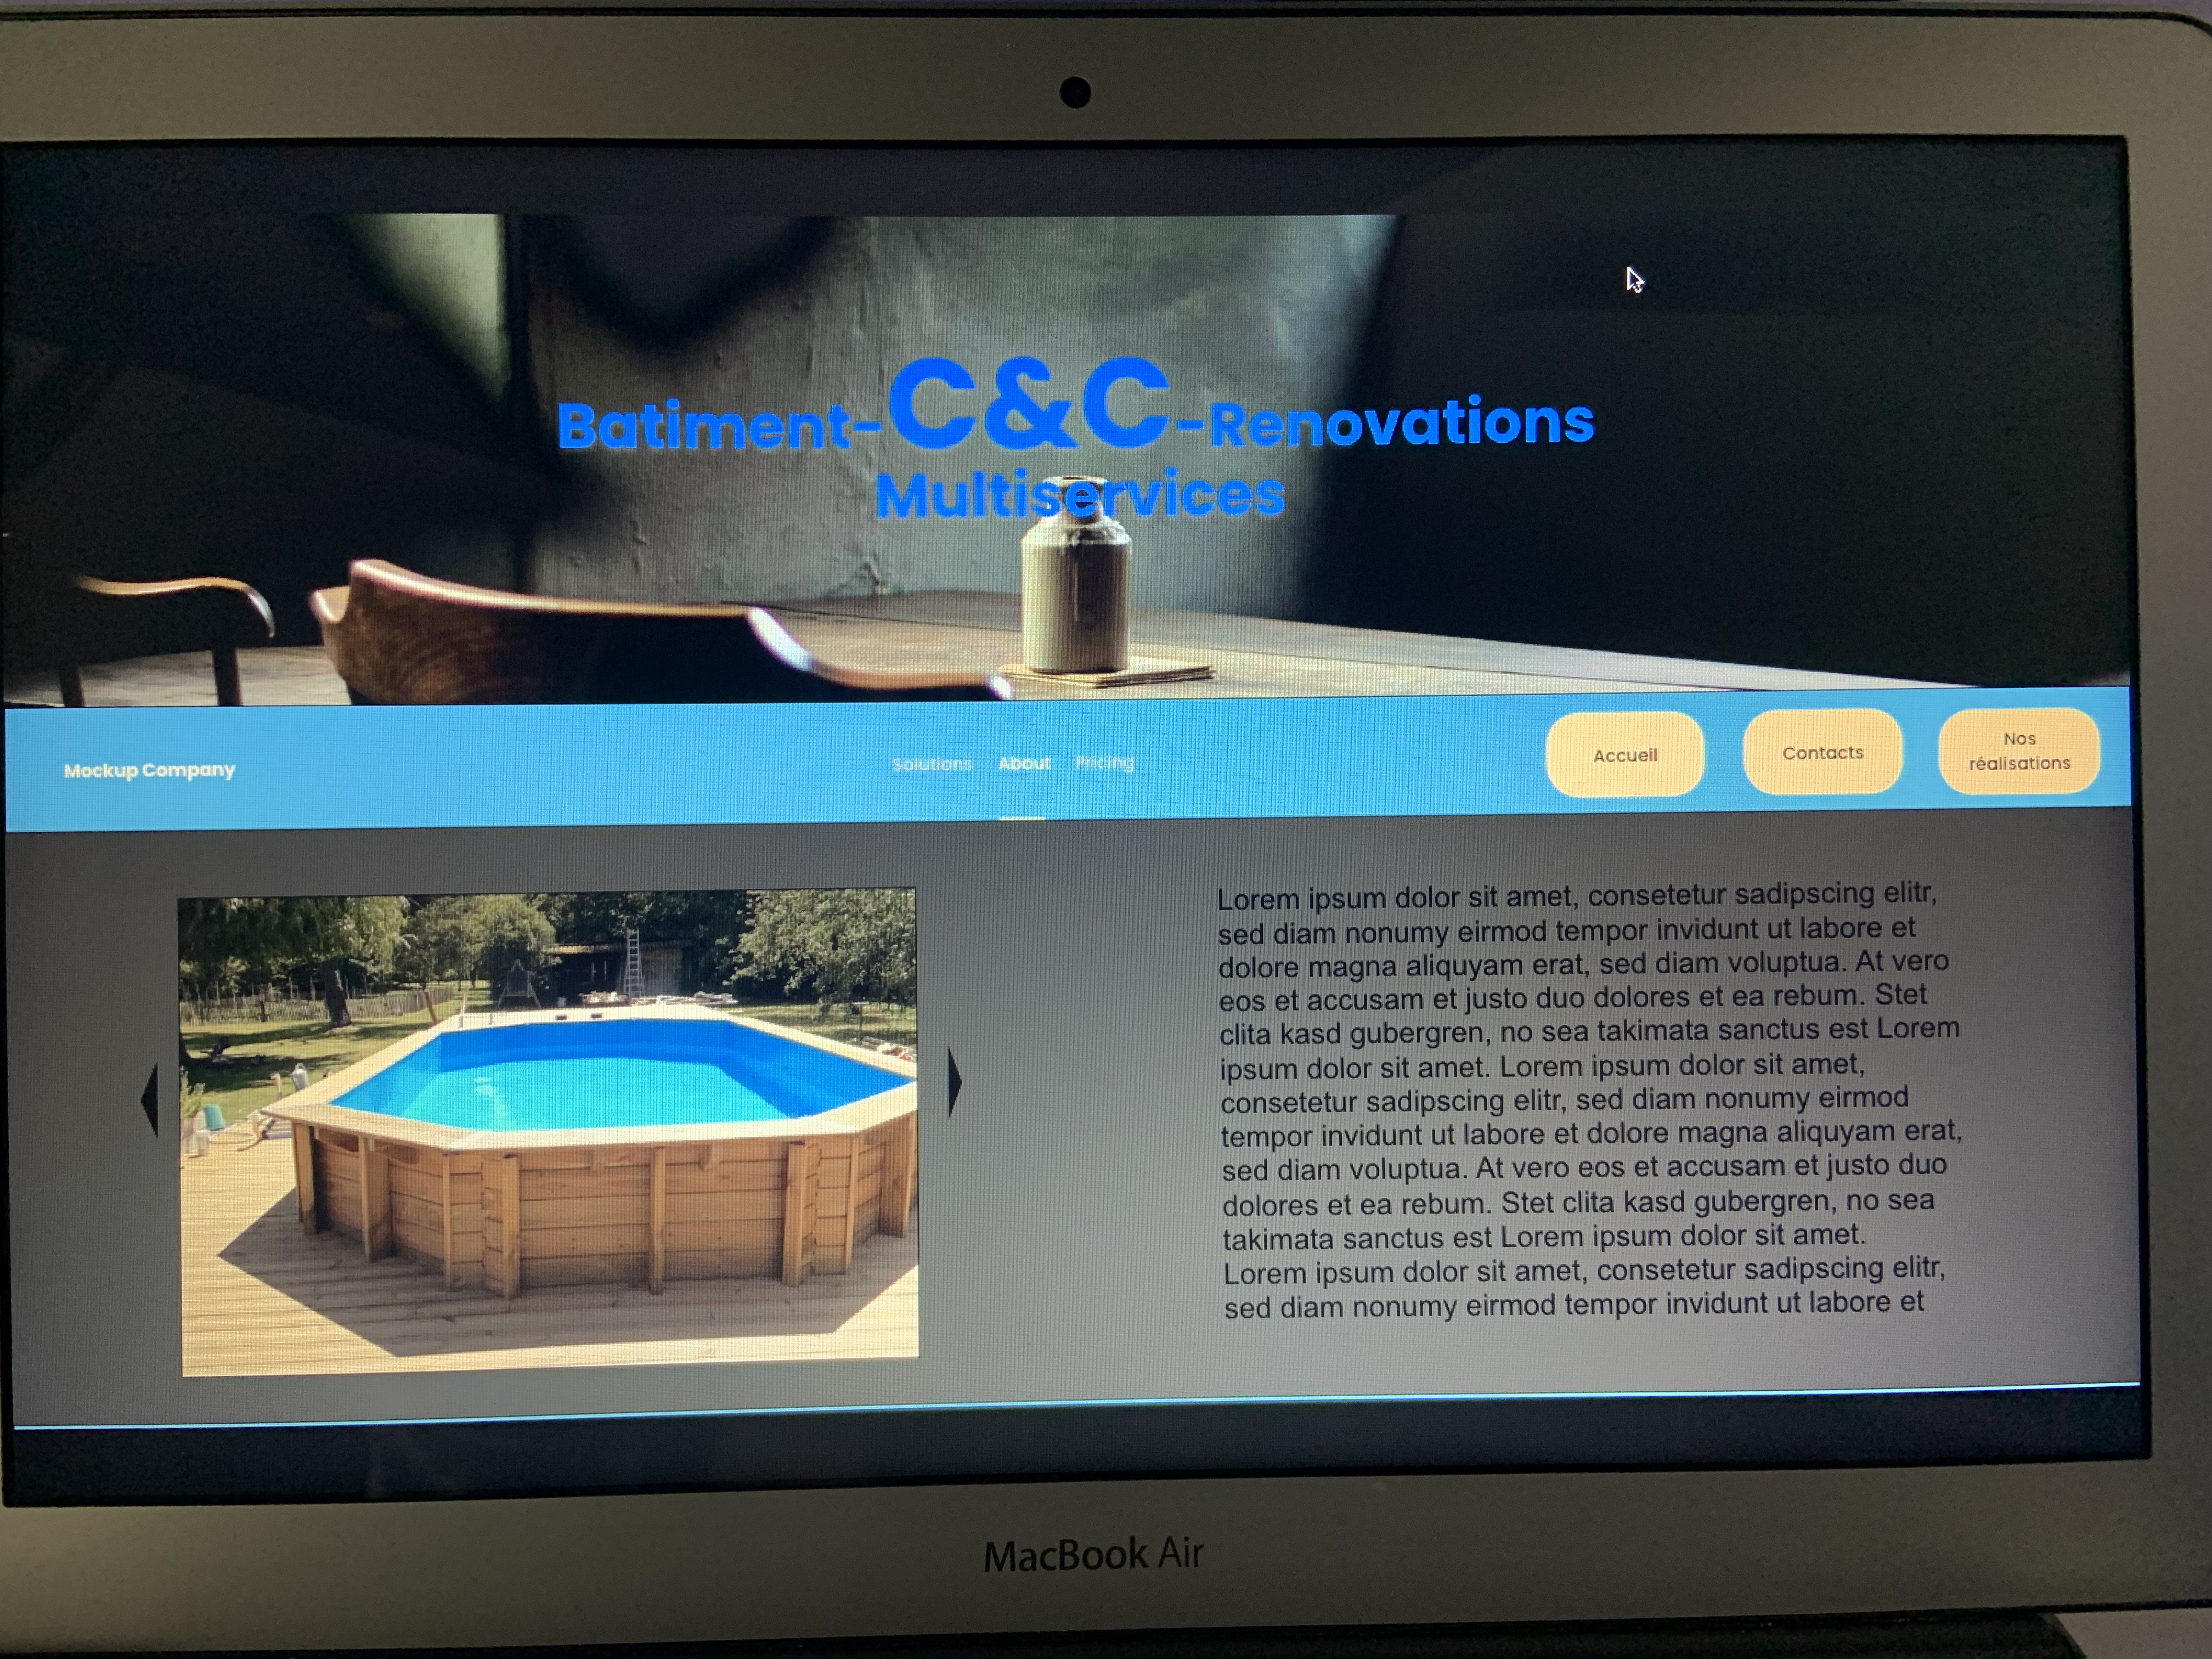 Batiment-C&C-Renovations
Multiservices
Mockup Company
Solutions About Pricing
Accueil
Contacts
Nos
réalisations
Lorem ipsum dolor sit amet, consetetur sadipscing elitr,
sed diam nonumy eirmod tempor invidunt ut labore et
dolore magna aliquyam erat, sed diam voluptua. At vero
eos et accusam et justo duo dolores et ea rebum. Stet
clita kasd gubergren, no sea takimata sanctus est Lorem
ipsum dolor sit amet. Lorem ipsum dolor sit amet,
consetetur sadipscing elitr, sed diam nonumy eirmod
tempor invidunt ut labore et dolore magna aliquyam erat,
sed diam voluptua. At vero eos et accusam et justo duo
dolores et ea rebum. Stet clita kasd gubergren, no sea
takimata sanctus est Lorem ipsum dolor sit amet.
Lorem ipsum dolor sit amet, consetetur sadipscing elitr,
sed diam nonumy eirmod tempor invidunt ut labore et
MacBook Air